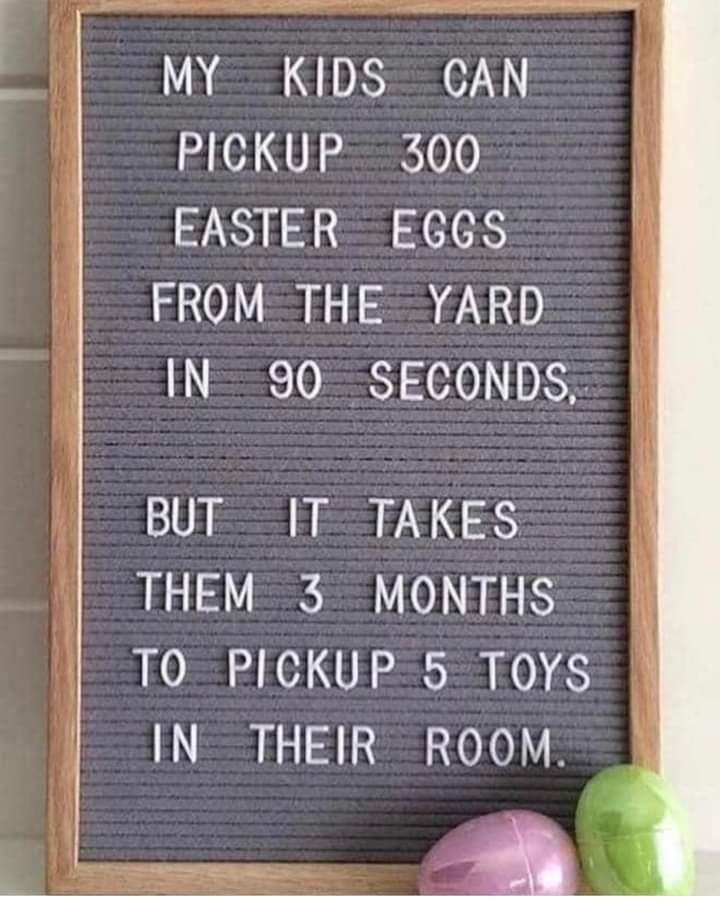 MY KIDS CAN
PICKUP 300
EASTER EGGS
FROM THE YARD
IN 90 SECONDS,
BUT IT TAKES
THEM 3 MONTHS
TO PICKUP 5 TOYS
IN THEIR ROOM.